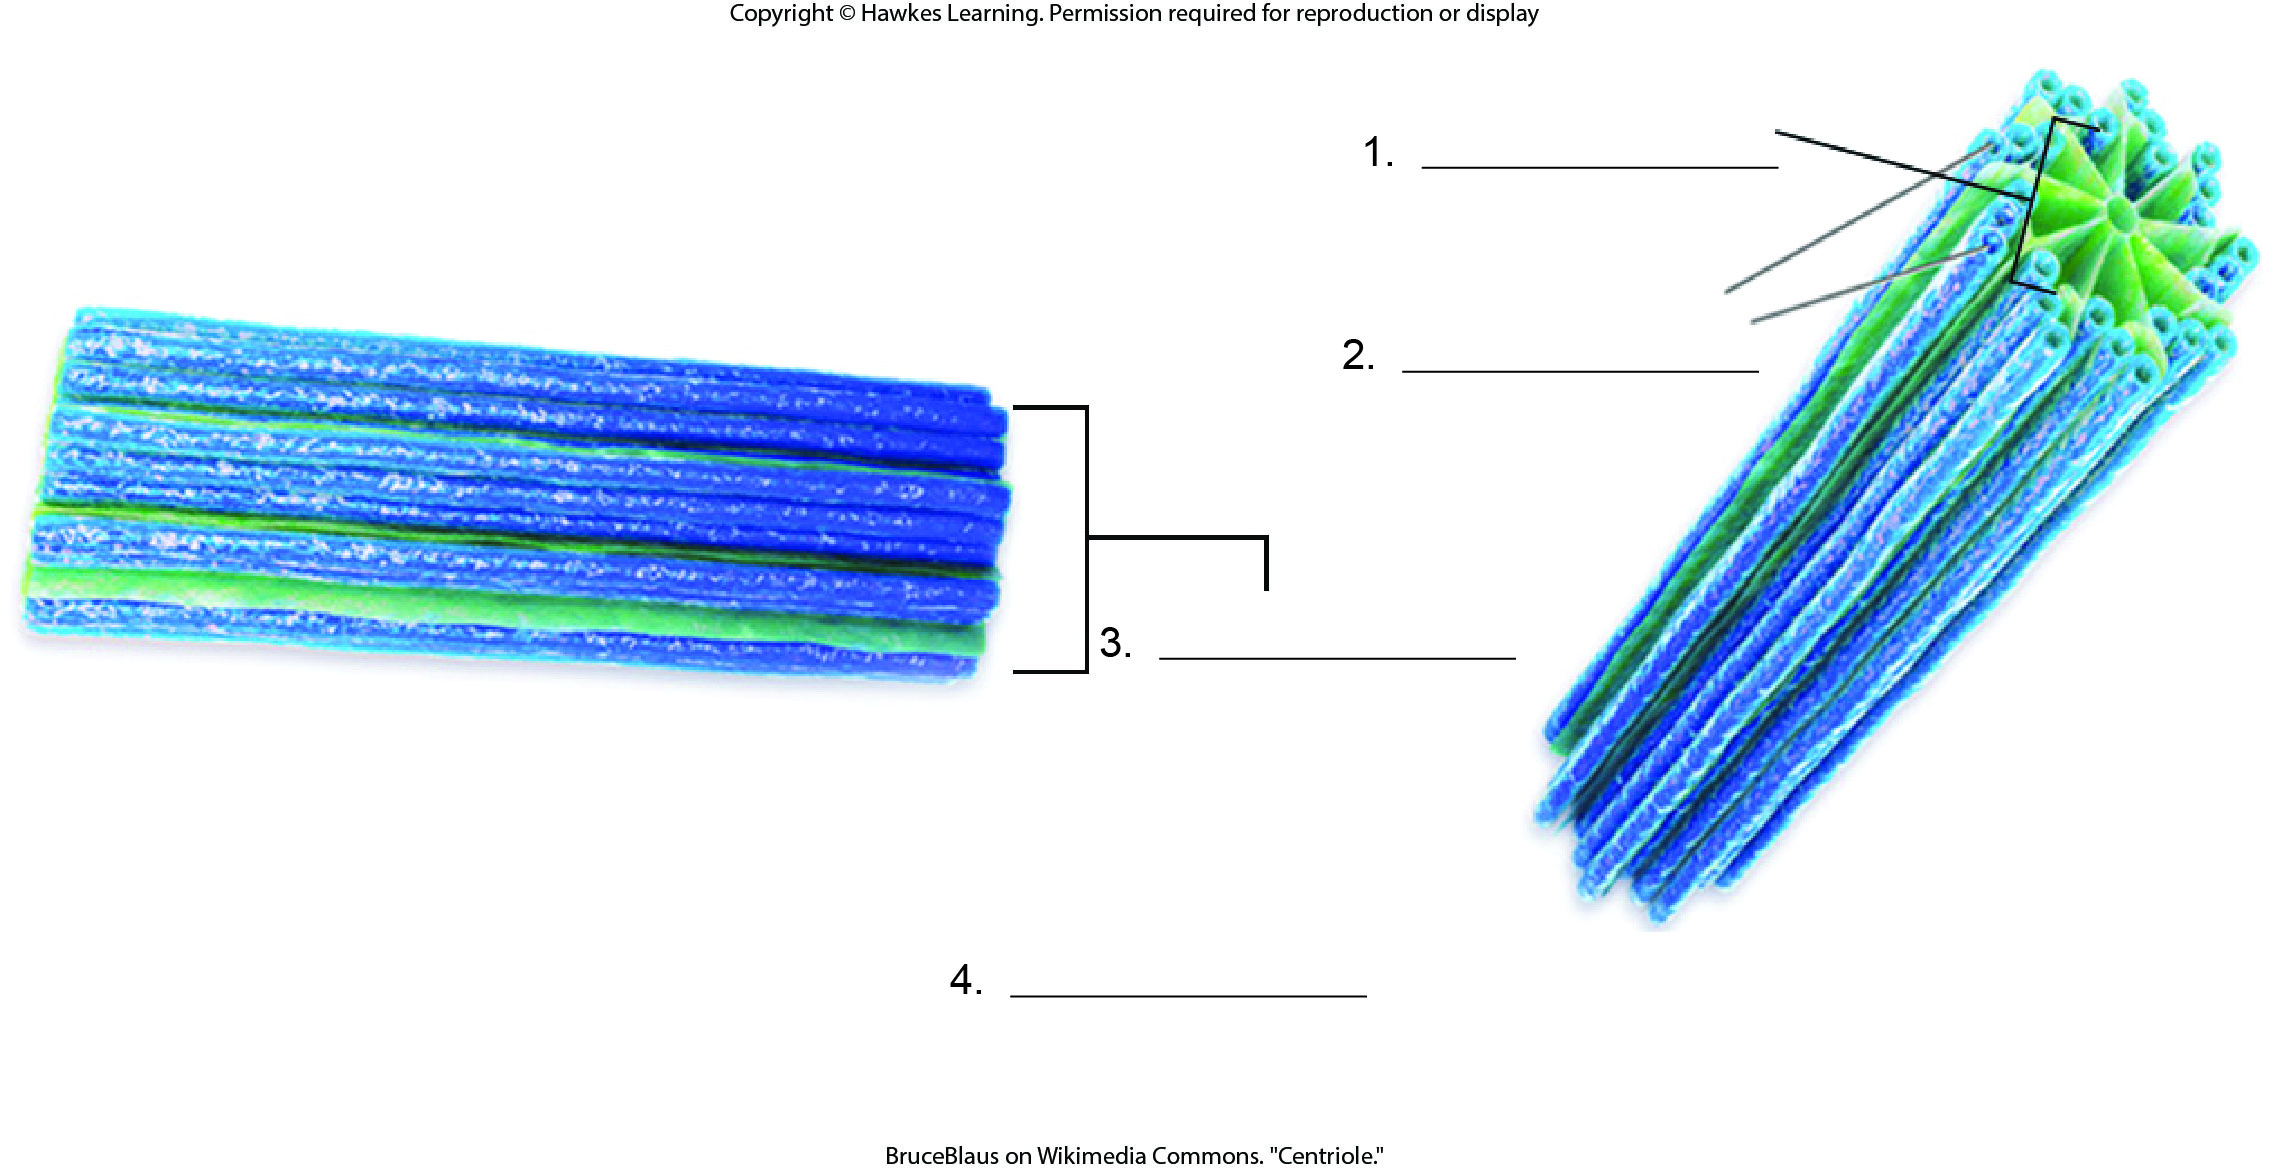 Copyright © Hawkes Learning. Permission required for reproduction or display
1.
2.
3.
4.
BruceBlaus on Wikimedia Commons. "Centriole."